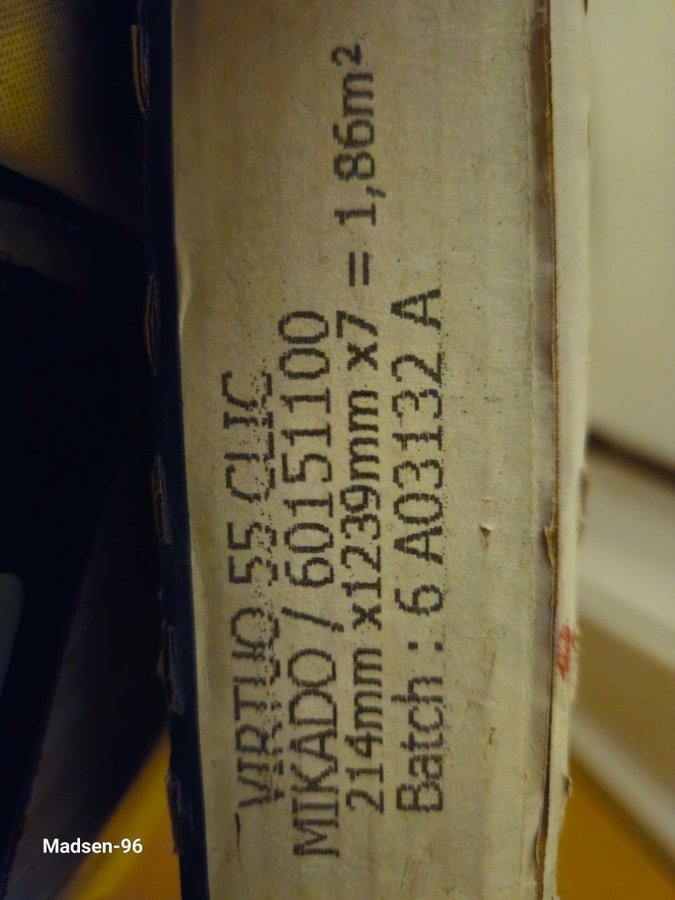 VIRTUO 55 CLIC
MIKADO / 60151100
214mm x1239mm x7 = 1,86m²
Batch : 6 A03132 A
Madsen-96